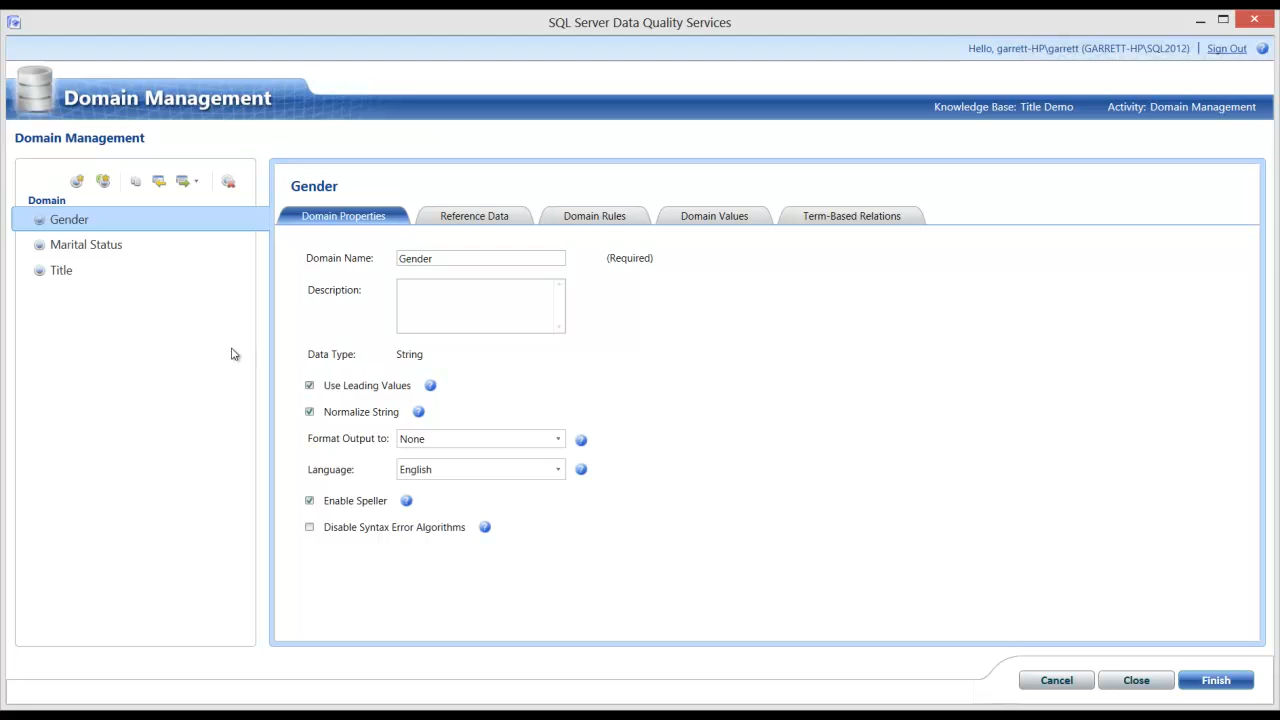 SQL Server Data Quality Services
Hello, garrett-HP\garrett (GARRETT-HP\SQL2012) | Sign Out
Domain Management
Knowledge Base: Title Demo Activity: Domain Management
Domain Management
Domain
Gender
Marital Status
Title
Gender
Domain Properties Reference Data Domain Rules Domain Values Term-Based Relations
Domain Name: Gender (Required)
Description:
Data Type: String
Use Leading Values
Normalize String
Format Output to: None
Language: English
Enable Speller
Disable Syntax Error Algorithms
Cancel Close Finish